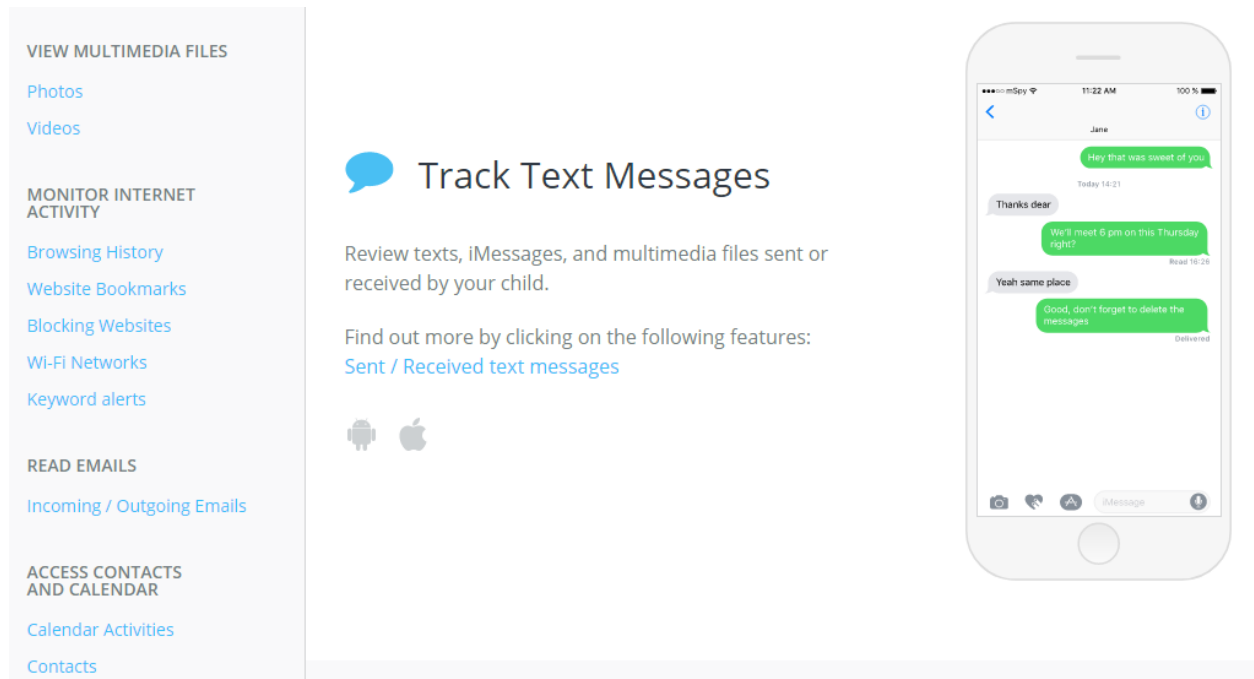 VIEW MULTIMEDIA FILES
Photos
Videos
MONITOR INTERNET
ACTIVITY
Browsing History
Website Bookmarks
Blocking Websites
Wi-Fi Networks
Keyword alerts
READ EMAILS
Incoming / Outgoing Emails
ACCESS CONTACTS
AND CALENDAR
Calendar Activities
Contacts
Track Text Messages
Review texts, iMessages, and multimedia files sent or
received by your child.
Find out more by clicking on the following features:
Sent / Received text messages
mSpy 11:22 AM 100 %
Jane
Hey that was sweet of you
Today 14:21
Thanks dear
We'll meet 6 pm on this Thursday
right?
Read 16:26
Yeah same place
Good, don't forget to delete the
messages
Delivered
iMessage